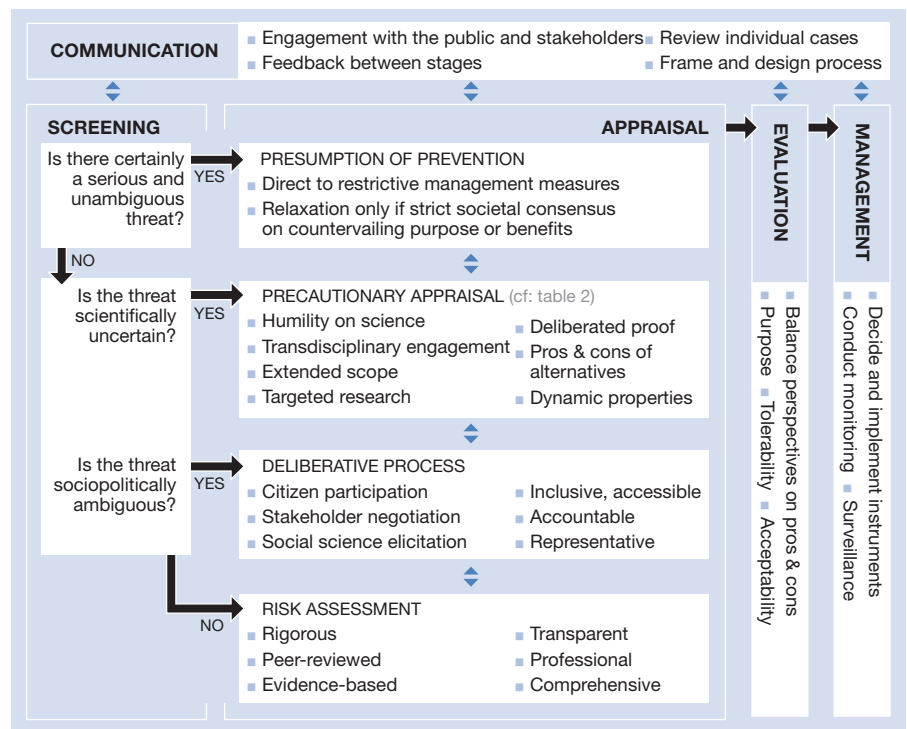 COMMUNICATION
Engagement with the public and stakeholders
Feedback between stages
Review individual cases
Frame and design process
SCREENING
Is there certainly
a serious and
unambiguous
threat?
YES
NO
Is the threat
scientifically
uncertain?
YES
Is the threat
sociopolitically
ambiguous?
YES
NO
APPRAISAL
PRESUMPTION OF PREVENTION
Direct to restrictive management measures
Relaxation only if strict societal consensus
on countervailing purpose or benefits
PRECAUTIONARY APPRAISAL (cf: table 2)
Humility on science
Transdisciplinary engagement
Extended scope
Targeted research
Deliberated proof
Pros & cons of
alternatives
Dynamic properties
DELIBERATIVE PROCESS
Citizen participation
Stakeholder negotiation
Social science elicitation
Inclusive, accessible
Accountable
Representative
RISK ASSESSMENT
Rigorous
Peer-reviewed
Evidence-based
Transparent
Professional
Comprehensive
EVALUATION
Balance perspectives on pros & cons
Purpose Tolerability Acceptability
MANAGEMENT
Decide and implement instruments
Conduct monitoring Surveillance